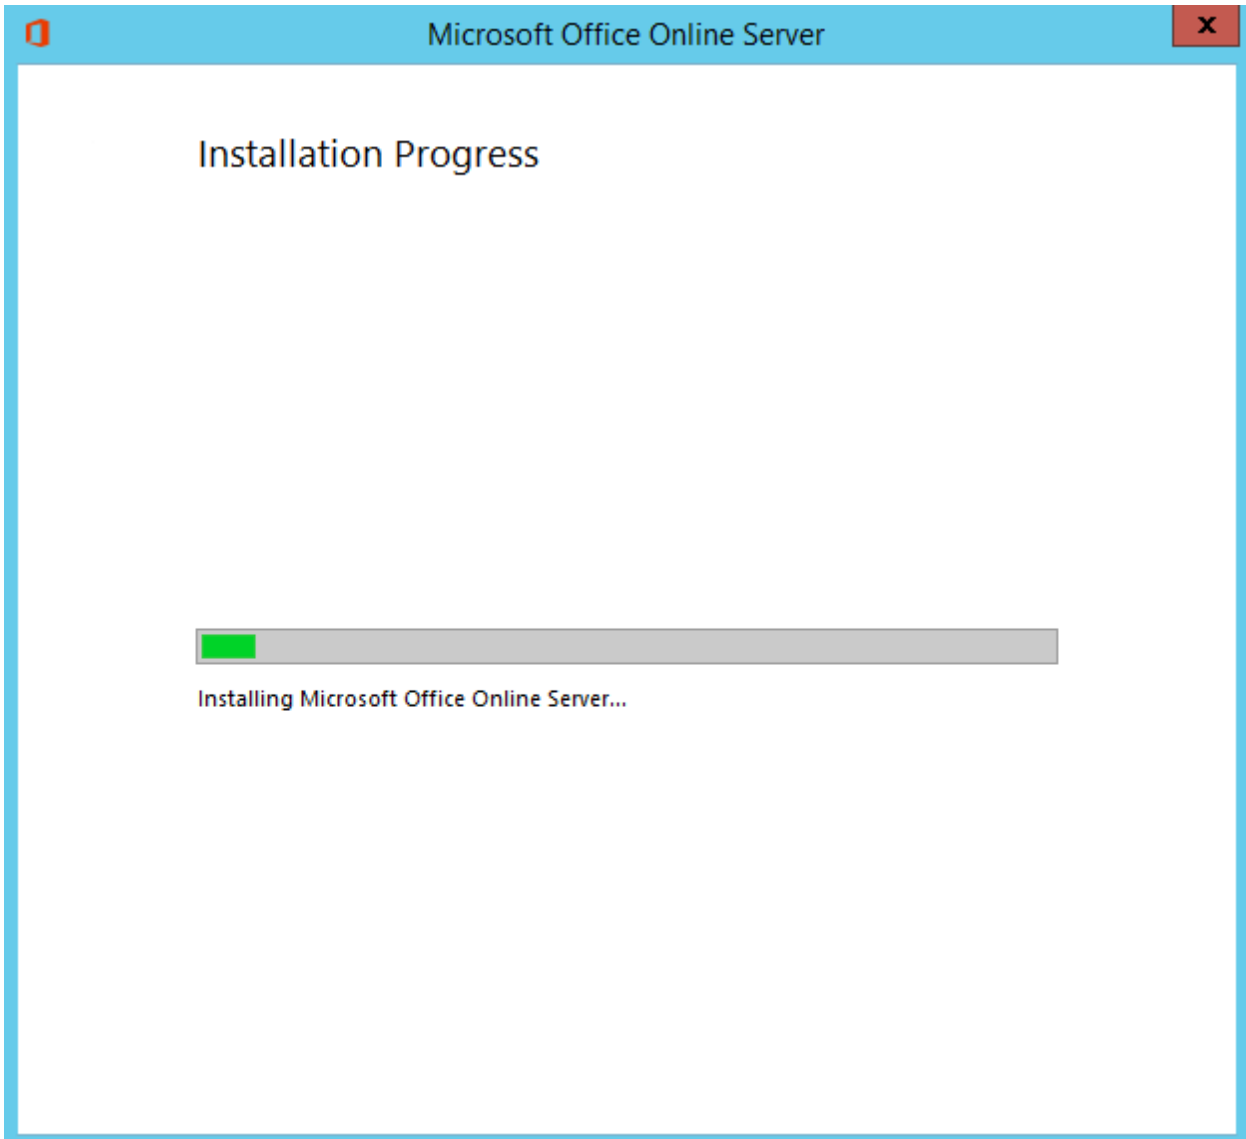 Microsoft Office Online Server
x
Installation Progress
Installing Microsoft Office Online Server...